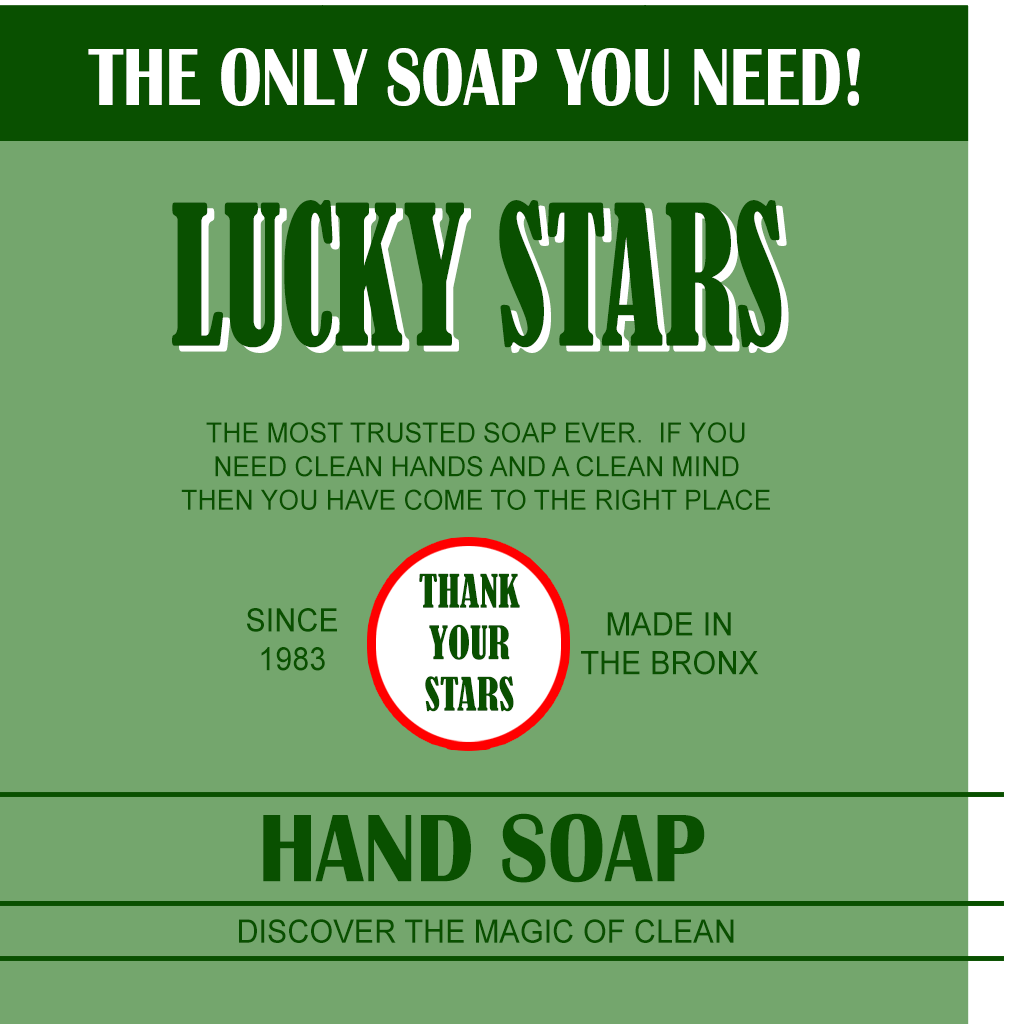 THE ONLY SOAP YOU NEED!
LUCKY STARS
THE MOST TRUSTED SOAP EVER.  IF YOU
NEED CLEAN HANDS AND A CLEAN MIND
THEN YOU HAVE COME TO THE RIGHT PLACE
SINCE
1983
THANK
YOUR
STARS
MADE IN
THE BRONX
HAND SOAP
DISCOVER THE MAGIC OF CLEAN